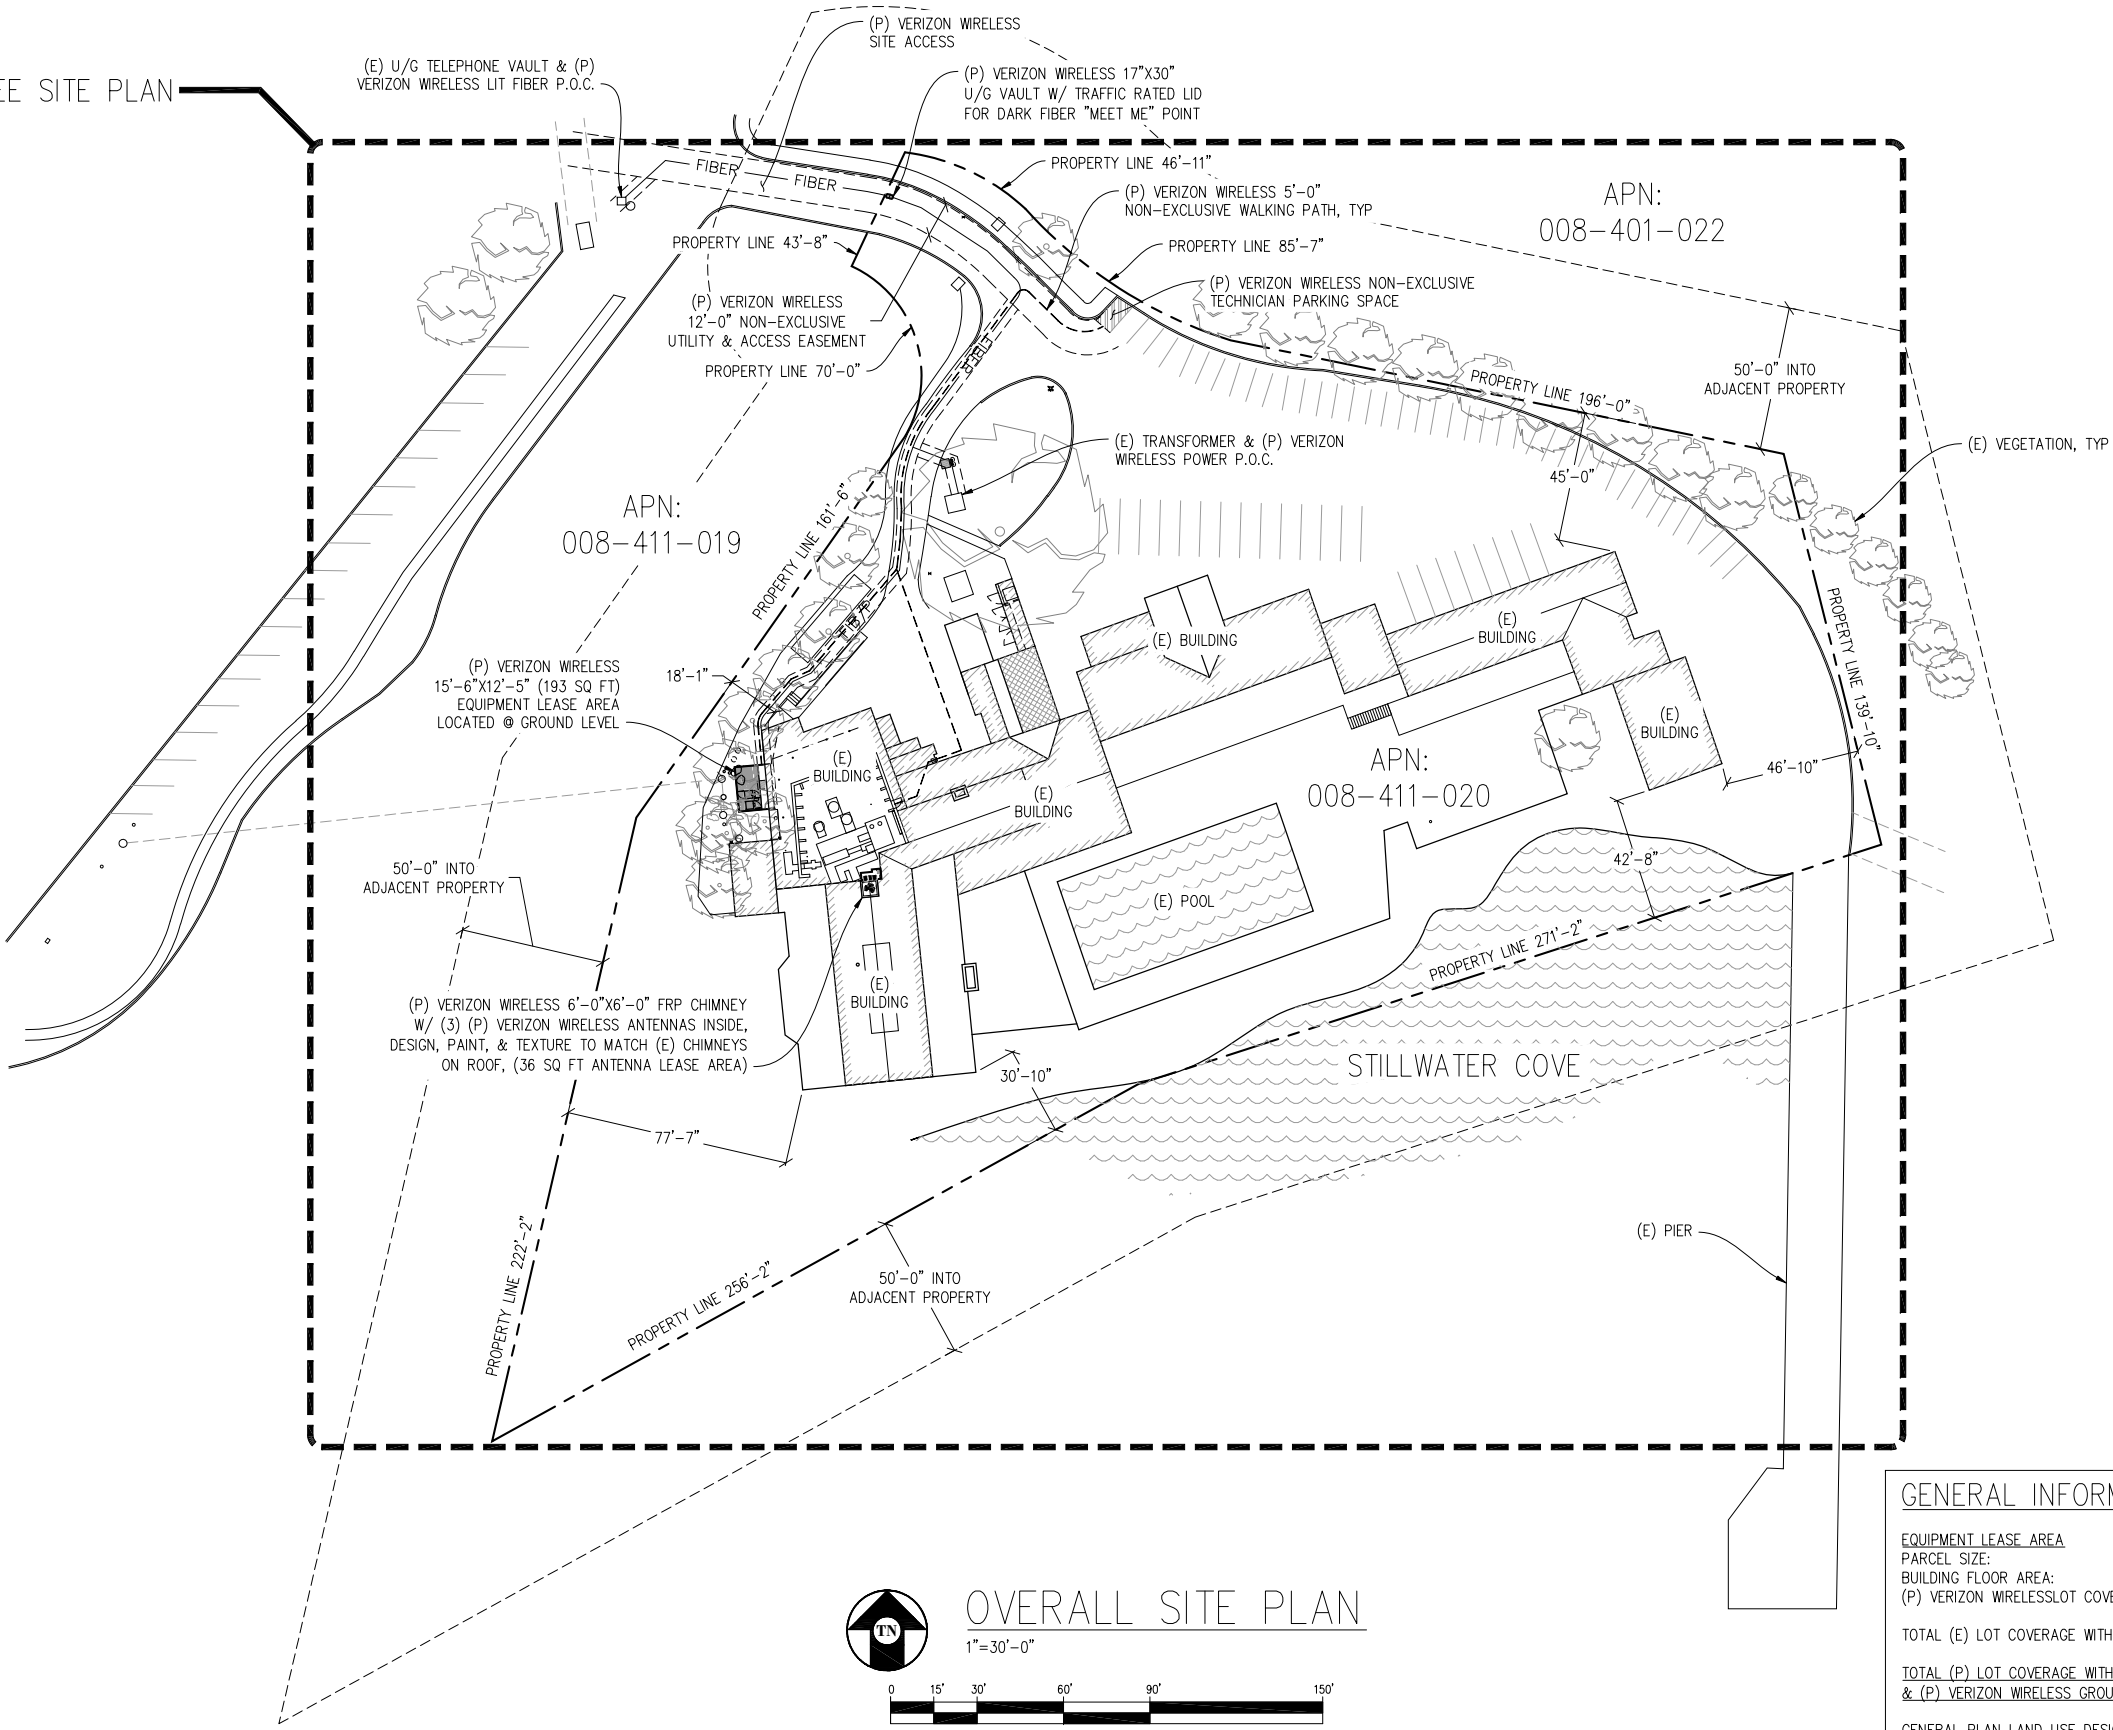 (P) VERIZON WIRELESS
SITE ACCESS
(E) U/G TELEPHONE VAULT & (P)
VERIZON WIRELESS LIT FIBER P.O.C.
(P) VERIZON WIRELESS 17"X30"
U/G VAULT W/ TRAFFIC RATED LID
FOR DARK FIBER "MEET ME" POINT
SITE PLAN
FIBER
FIBER
PROPERTY LINE 46'-11"
(P) VERIZON WIRELESS 5'-0"
NON-EXCLUSIVE WALKING PATH, TYP
APN:
008-401-022
PROPERTY LINE 43'-8"
PROPERTY LINE 85'-7"
(P) VERIZON WIRELESS NON-EXCLUSIVE
TECHNICIAN PARKING SPACE
(P) VERIZON WIRELESS
12'-0" NON-EXCLUSIVE
UTILITY & ACCESS EASEMENT
FIBER
PROPERTY LINE 70'-0"
PROPERTY LINE 196'-0"
50'-0" INTO
ADJACENT PROPERTY
(E) TRANSFORMER & (P) VERIZON
WIRELESS POWER P.O.C.
(E) VEGETATION, TYP
45'-0"
APN:
008-411-019
PROPERTY LINE 161'-6"
(E) BUILDING
(E)
BUILDING
PROPERTY LINE 139'-10"
(P) VERIZON WIRELESS
15'-6"X12'-5" (193 SQ FT)
EQUIPMENT LEASE AREA
LOCATED @ GROUND LEVEL
18'-1"
(E)
BUILDING
(E)
BUILDING
APN:
008-411-020
46'-10"
(E)
BUILDING
42'-8"
50'-0" INTO
ADJACENT PROPERTY
(E) POOL
PROPERTY LINE 271'-2"
(E)
BUILDING
(P) VERIZON WIRELESS 6'-0"X6'-0" FRP CHIMNEY
W/ (3) (P) VERIZON WIRELESS ANTENNAS INSIDE,
DESIGN, PAINT, & TEXTURE TO MATCH (E) CHIMNEYS
ON ROOF, (36 SQ FT ANTENNA LEASE AREA)
30'-10"
STILLWATER COVE
77'-7"
PROPERTY LINE 222'-2"
PROPERTY LINE 256'-2"
50'-0" INTO
ADJACENT PROPERTY
(E) PIER
GENERAL
EQUIPMENT LEASE AREA
PARCEL SIZE:
BUILDING FLOOR AREA:
(P) VERIZON WIRELESSLOT
TOTAL (E) LOT COVERAGE WITH
TOTAL (P) LOT COVERAGE WITH
& (P) VERIZON WIRELESS
GENERAL PLAN LAND USE
TN
OVERALL SITE PLAN
1"=30'-0"
0 15' 30' 60' 90' 150'